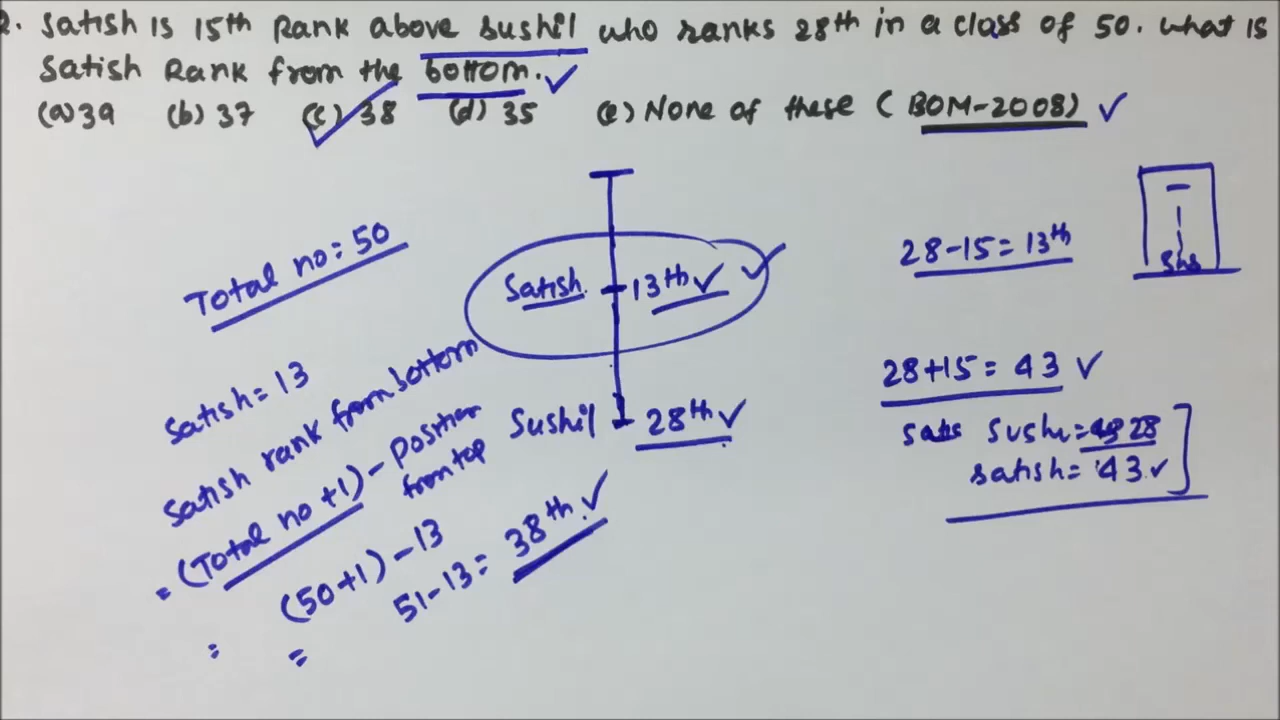 2. Satish is 15th Rank above Sushil who ranks 28th in a class of 50. What is
Satish Rank from the bottom. ✓
(a) 39 (b) 37 (c) 38 (d) 35 (e) None of these (BOM-2008) ✓
Total no: 50
Satish 13th ✓ ✓
28-15=13th
Satish=13
Satish rank from bottom
Sushil 28th ✓
28+15=43 ✓
Sushi= 28
Satish=43 ✓
=(Total no +1) - Position
from top
= (50+1) -13
= 51-13= 38th ✓